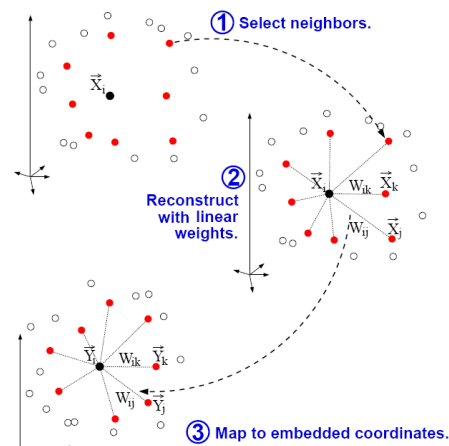 ① Select neighbors.
X⃗i
②
Reconstruct
with linear
weights.
X⃗i Wik X⃗k
Wij X⃗j
Y⃗i Wik Y⃗k
Wij Y⃗j
③ Map to embedded coordinates.